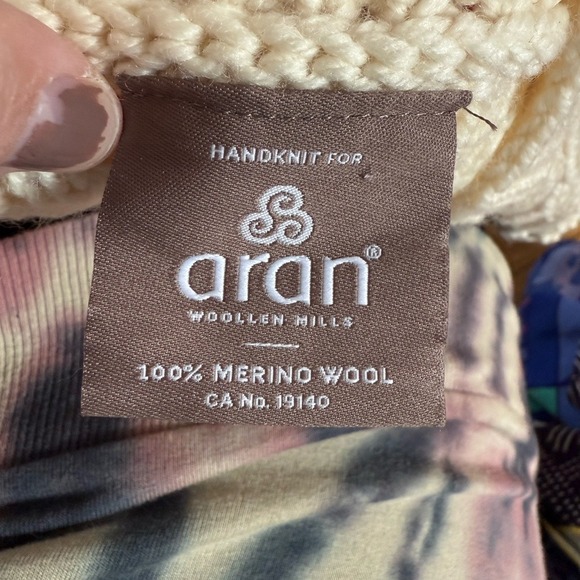 HANDKNIT FOR
aran®
WOOLLEN MILLS
100% MERINO WOOL
CA No. 19140